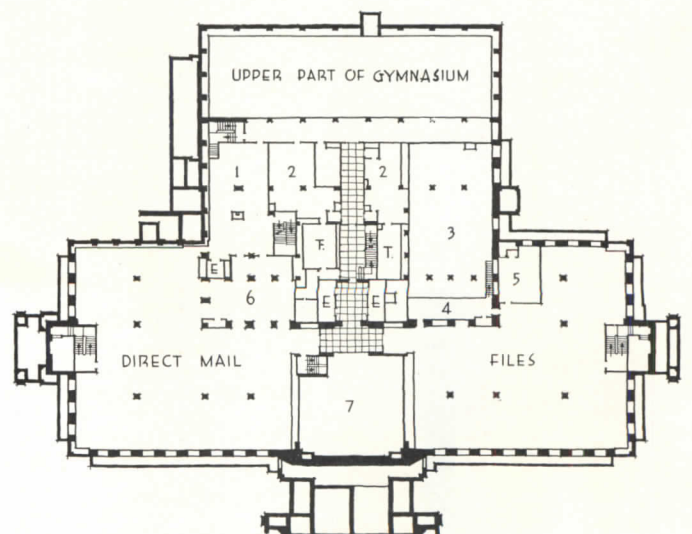 UPPER PART OF GYMNASIUM
1
2
2
3
T.
T.
E
5
6
E
E
4
DIRECT MAIL
FILES
7